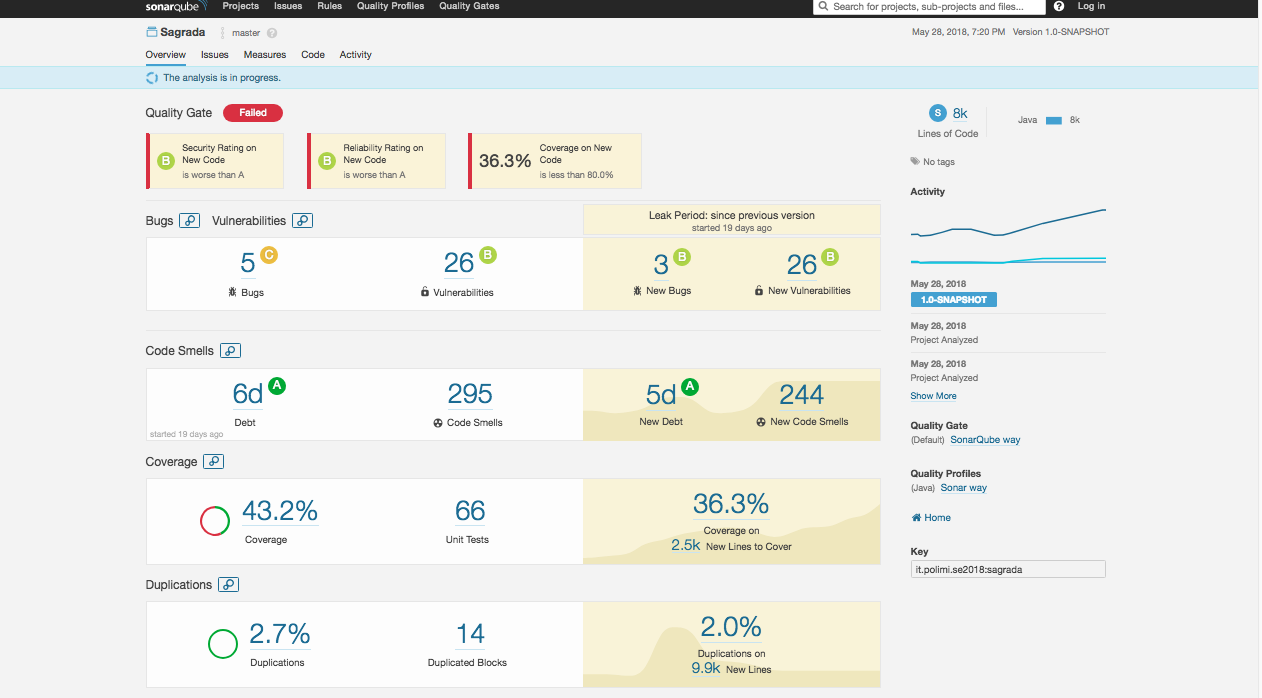 sonarqube Projects Issues Rules Quality Profiles Quality Gates Search for projects, sub-projects and files... ? Log in
Sagrada master ?
May 28, 2018, 7:20 PM Version 1.0-SNAPSHOT
Overview Issues Measures Code Activity
The analysis is in progress.
Quality Gate Failed
B Security Rating on
New Code
is worse than A
B Reliability Rating on
New Code
is worse than A
36.3% Coverage on New
Code
is less than 80.0%
Bugs Vulnerabilities
Leak Period: since previous version
started 19 days ago
5 C
Bugs
26 B
Vulnerabilities
3 B
New Bugs
26 B
New Vulnerabilities
Code Smells
6d A
Debt
started 19 days ago
295
Code Smells
5d A
New Debt
244
New Code Smells
Coverage
43.2%
Coverage
66
Unit Tests
36.3%
Coverage on
2.5k New Lines to Cover
Duplications
2.7%
Duplications
14
Duplicated Blocks
2.0%
Duplications on
9.9k New Lines
S 8k
Lines of Code
Java 8k
No tags
Activity
May 28, 2018
1.0-SNAPSHOT
May 28, 2018
Project Analyzed
May 28, 2018
Project Analyzed
Show More
Quality Gate
(Default) SonarQube way
Quality Profiles
(Java) Sonar way
Home
Key
it.polimi.se2018:sagrada